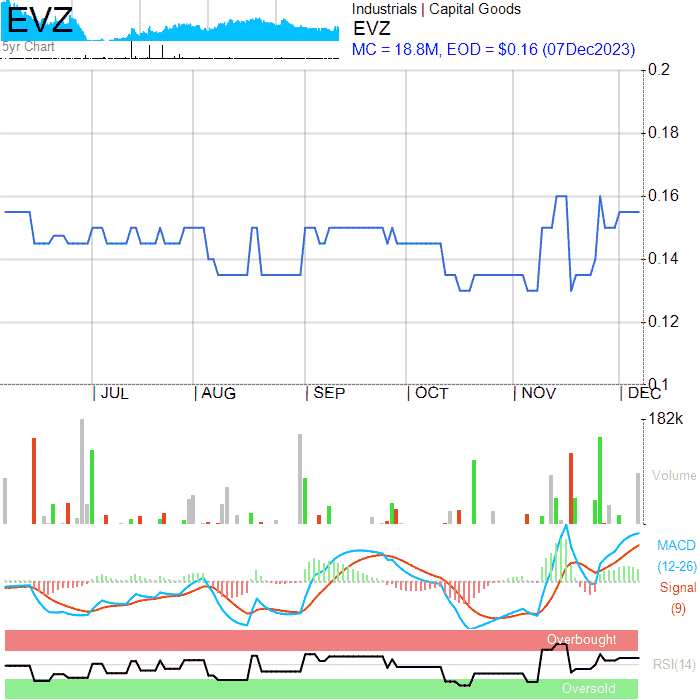 EVZ
5yr Chart
Industrials | Capital Goods
EVZ
MC = 18.8M, EOD = $0.16 (07Dec2023)
0.2
0.18
0.16
0.14
0.12
0.1
JUL AUG SEP OCT NOV DEC
182k
Volume
MACD
(12-26)
Signal
(9)
Overbought
RSI(14)
Oversold